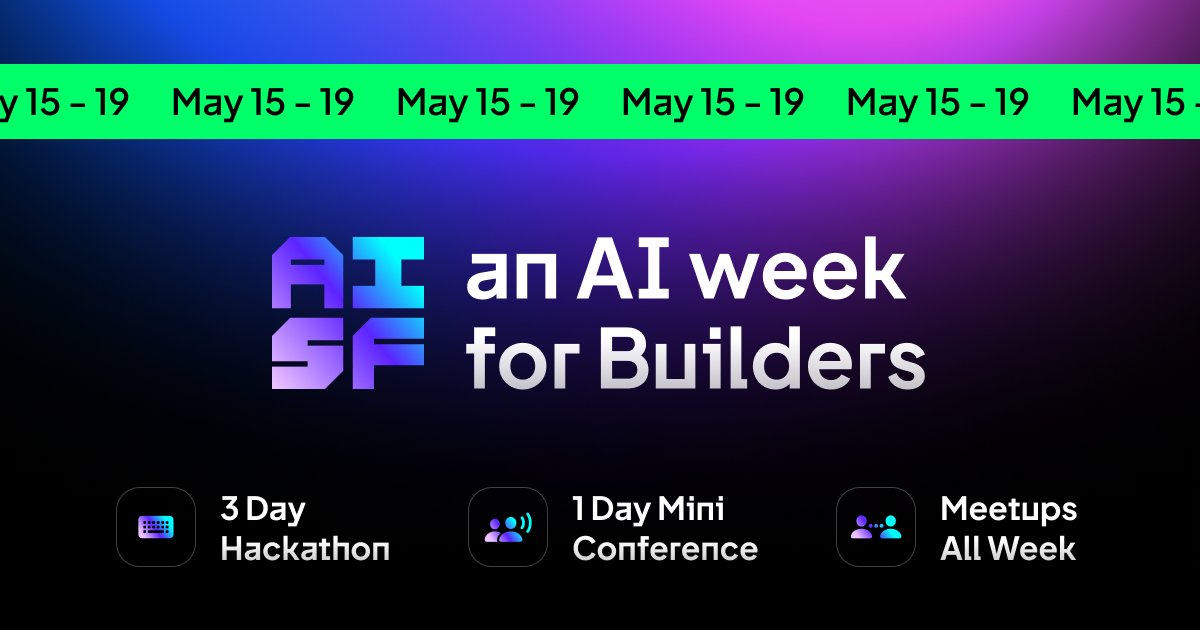 y 15 - 19 May 15 - 19 May 15 - 19 May 15 - 19 May 15 - 19 May 15 -
AI
SF
an AI week
for Builders
3 Day
Hackathon
1 Day Mini
Conference
Meetups
All Week